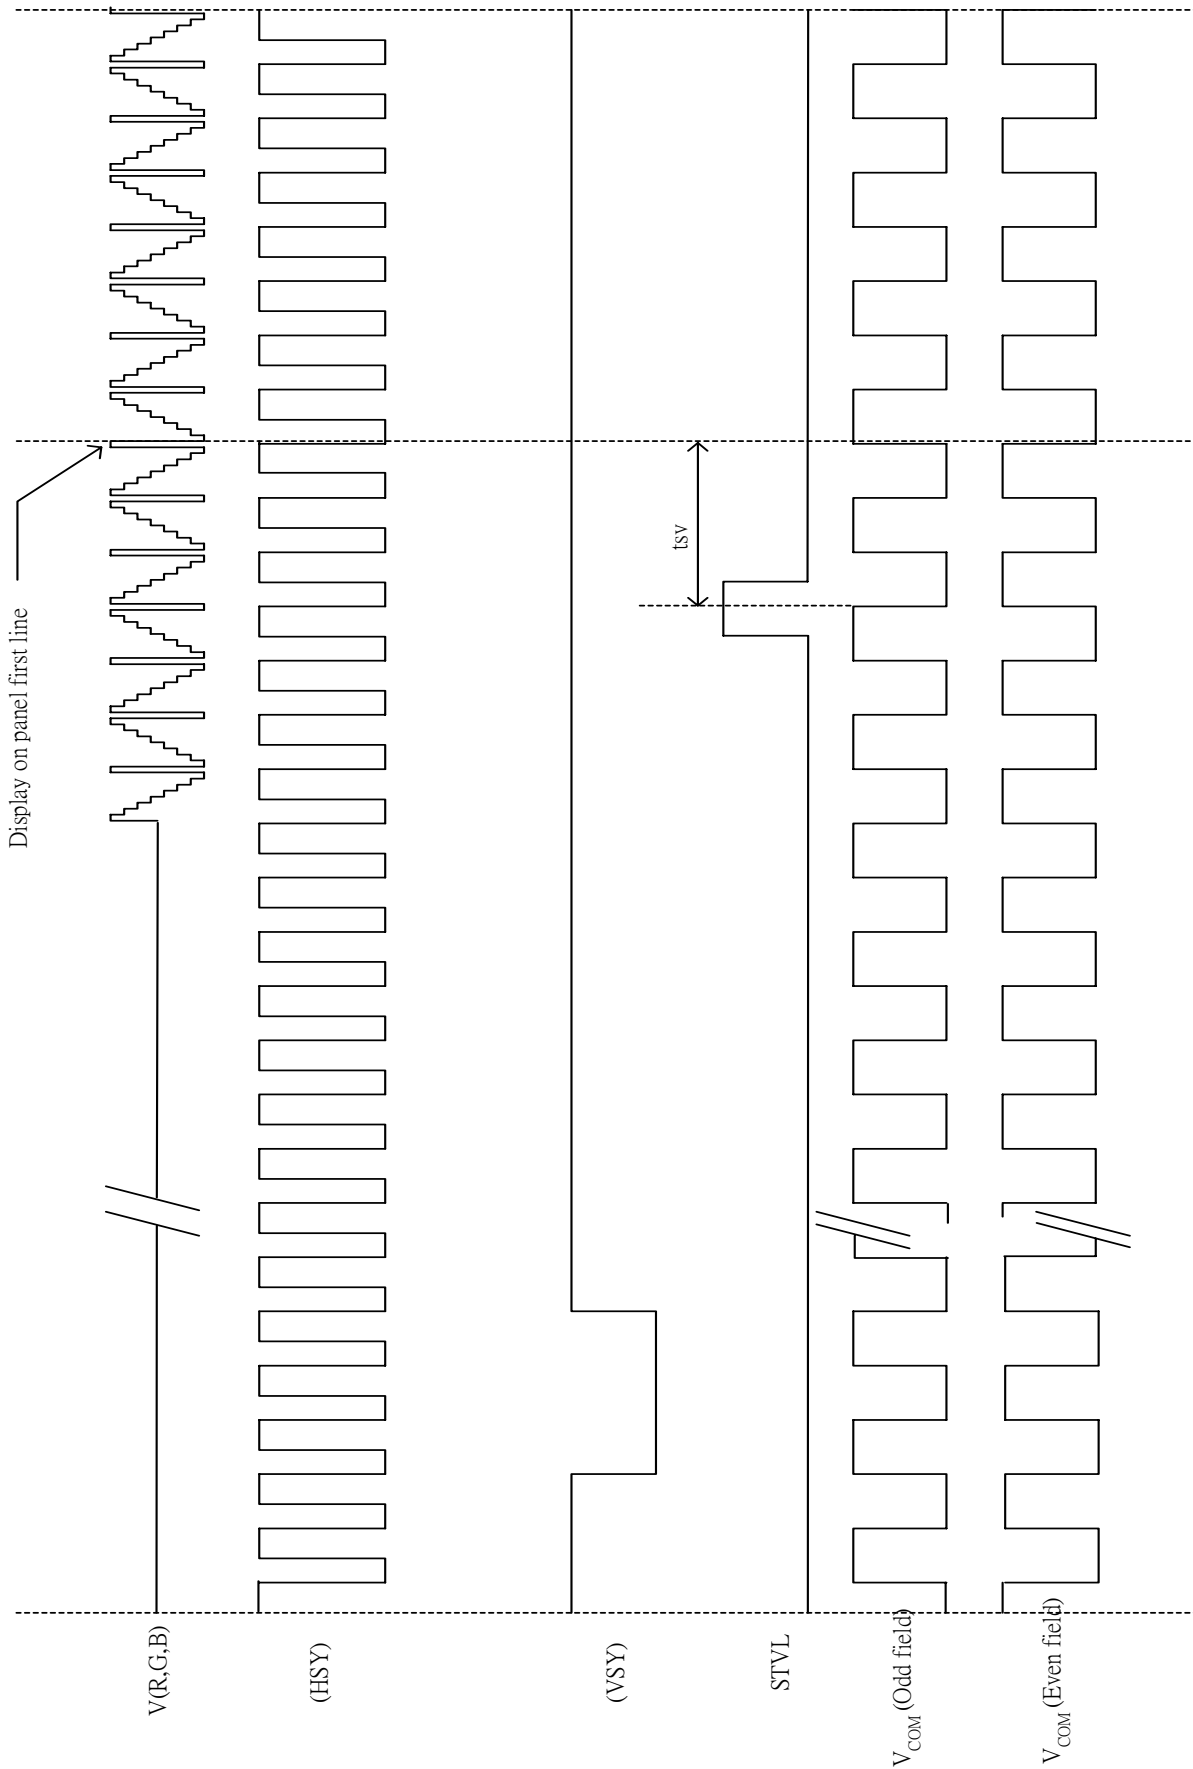 Display on panel first line
V(R,G,B)
(HSY)
(VSY)
tsv
STVL
VCOM (Odd field)
VCOM (Even field)